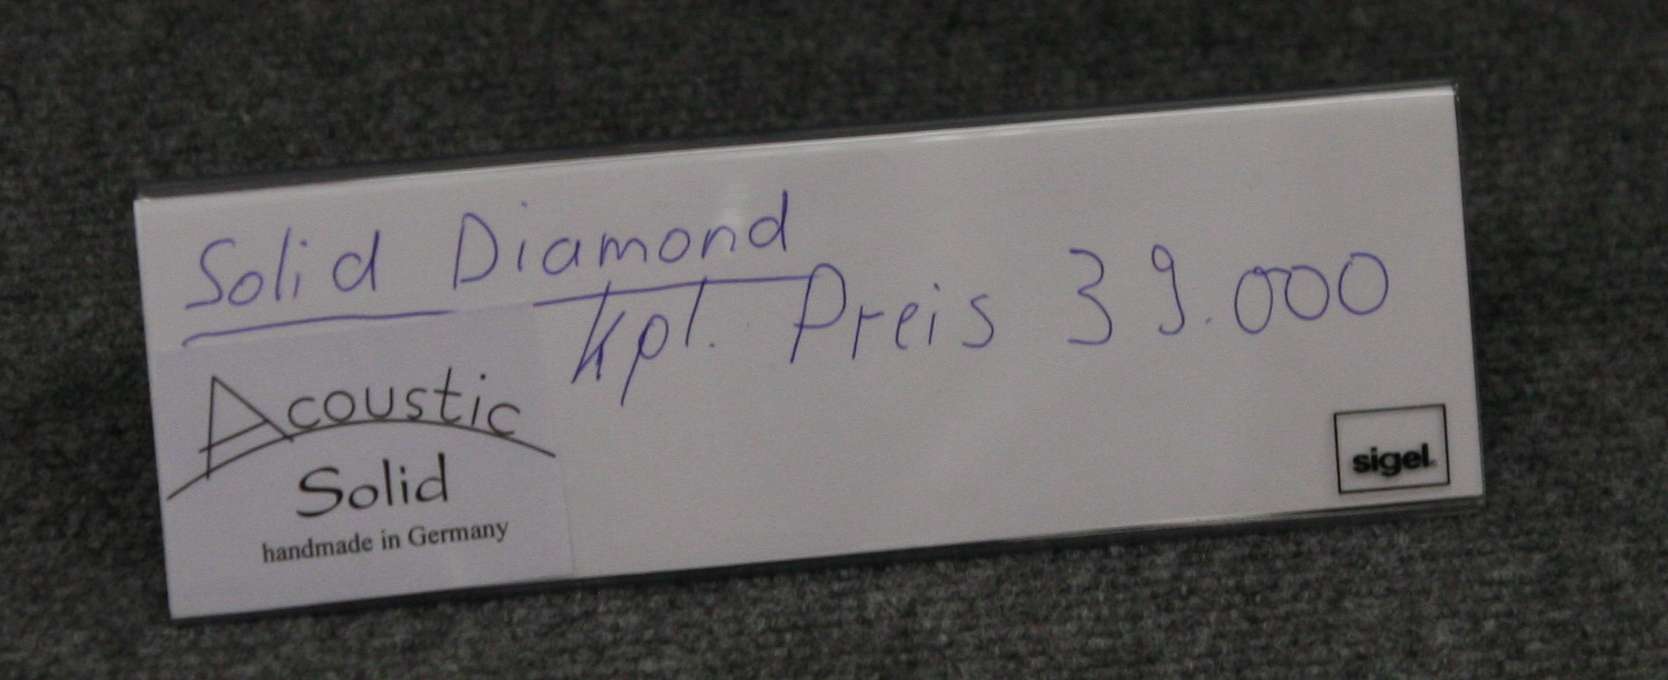 Solid Diamond
kpl. Preis 39.000
Acoustic
Solid
handmade in Germany
sigel